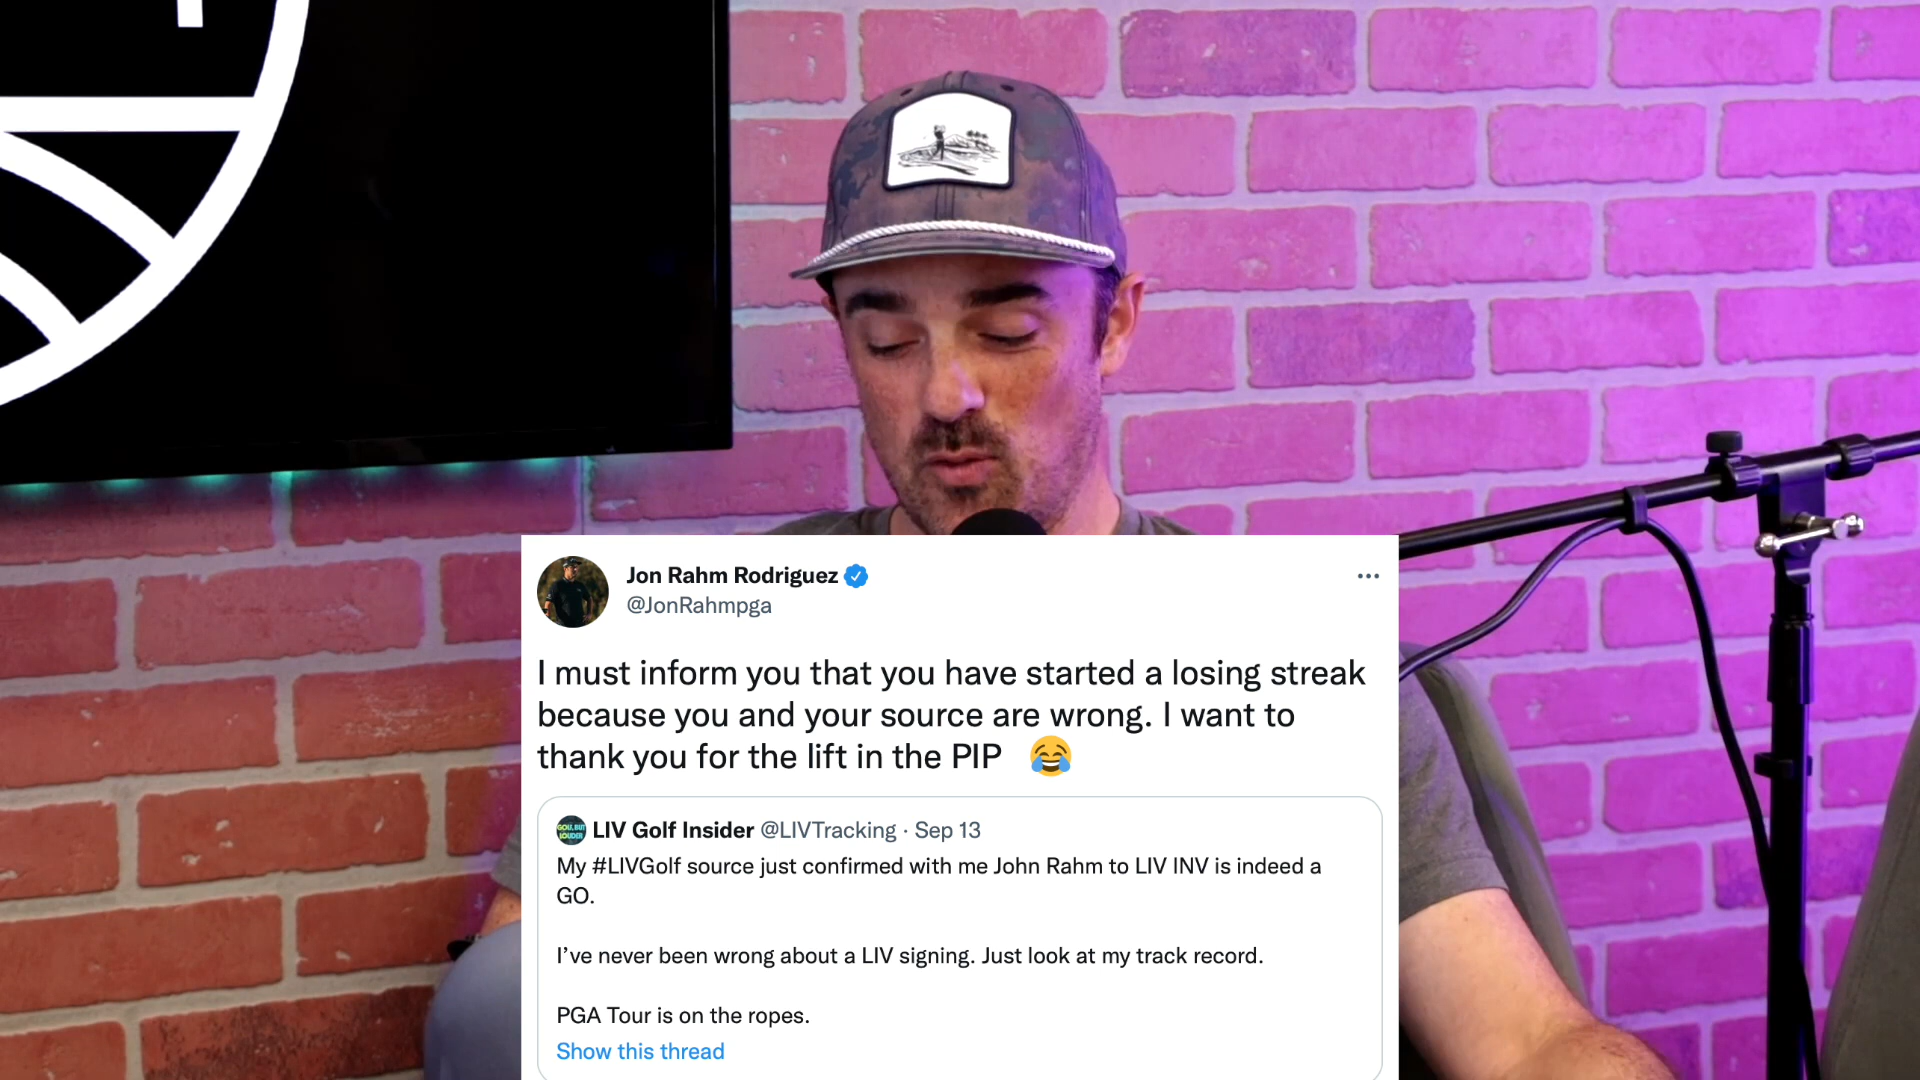 Jon Rahm Rodriguez
@JonRahmpga
I must inform you that you have started a losing streak
because you and your source are wrong. I want to
thank you for the lift in the PIP 😂
GOLF, BUT
LOUDER
LIV Golf Insider @LIVTracking · Sep 13
My #LIVGolf source just confirmed with me John Rahm to LIV INV is indeed a
GO.
I’ve never been wrong about a LIV signing. Just look at my track record.
PGA Tour is on the ropes.
Show this thread